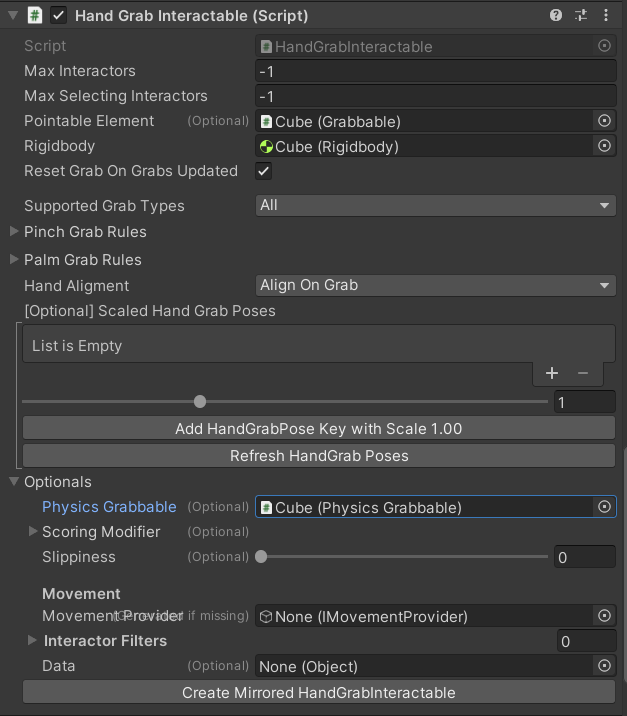 Hand Grab Interactable (Script)
Script HandGrabInteractable
Max Interactors -1
Max Selecting Interactors -1
Pointable Element (Optional) Cube (Grabbable)
Rigidbody Cube (Rigidbody)
Reset Grab On Grabs Updated
Supported Grab Types All
Pinch Grab Rules
Palm Grab Rules
Hand Aligment Align On Grab
[Optional] Scaled Hand Grab Poses
List is Empty
+ −
1
Add HandGrabPose Key with Scale 1.00
Refresh HandGrab Poses
Optionals
Physics Grabbable (Optional) Cube (Physics Grabbable)
Scoring Modifier (Optional)
Slippiness (Optional) 0
Movement
Movement Provider (Generated if missing) None (IMovementProvider)
Interactor Filters 0
Data (Optional) None (Object)
Create Mirrored HandGrabInteractable